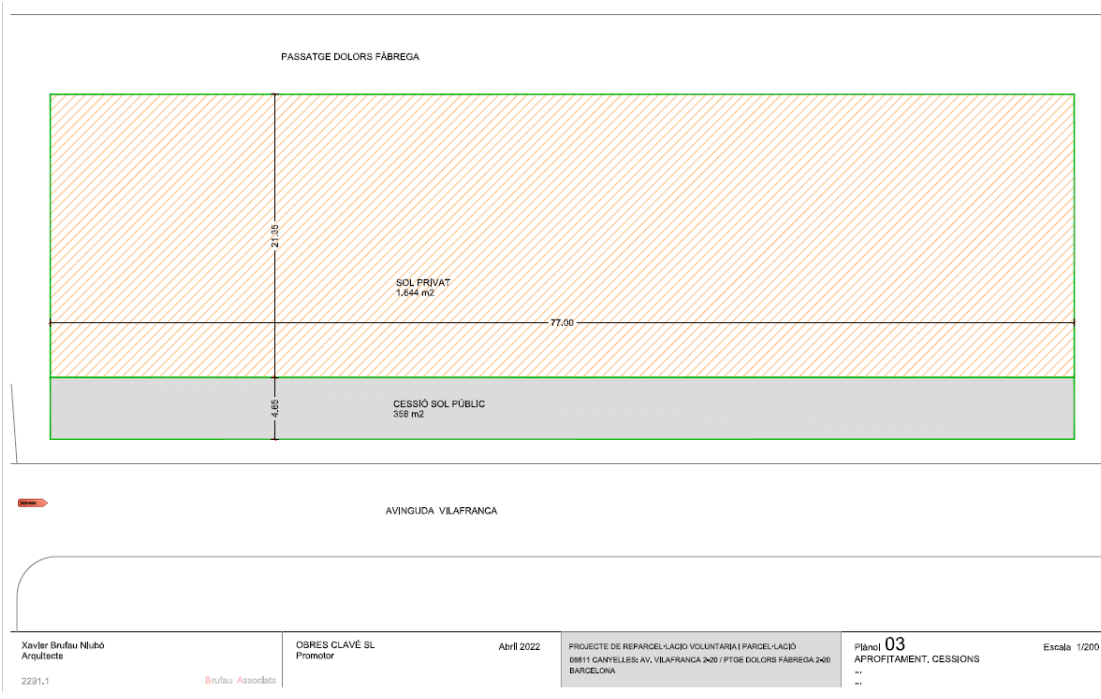 PASSATGE DOLORS FÀBREGA
21.35
SOL PRIVAT
1.644 m2
77.00
4.65
CESSIÓ SOL PÚBLIC
358 m2
AVINGUDA VILAFRANCA
Xavier Brufau Niubó
Arquitecte
2291.1
Brufau Associats
OBRES CLAVÉ SL
Promotor
Abril 2022
PROJECTE DE REPARCEL·LACIÓ VOLUNTARIA I PARCEL·LACIÓ
08811 CANYELLES: AV. VILAFRANCA 2-20 / PTGE DOLORS FÀBREGA 2-20
BARCELONA
Plànol 03
APROFITAMENT, CESSIONS
...
...
Escala 1/200